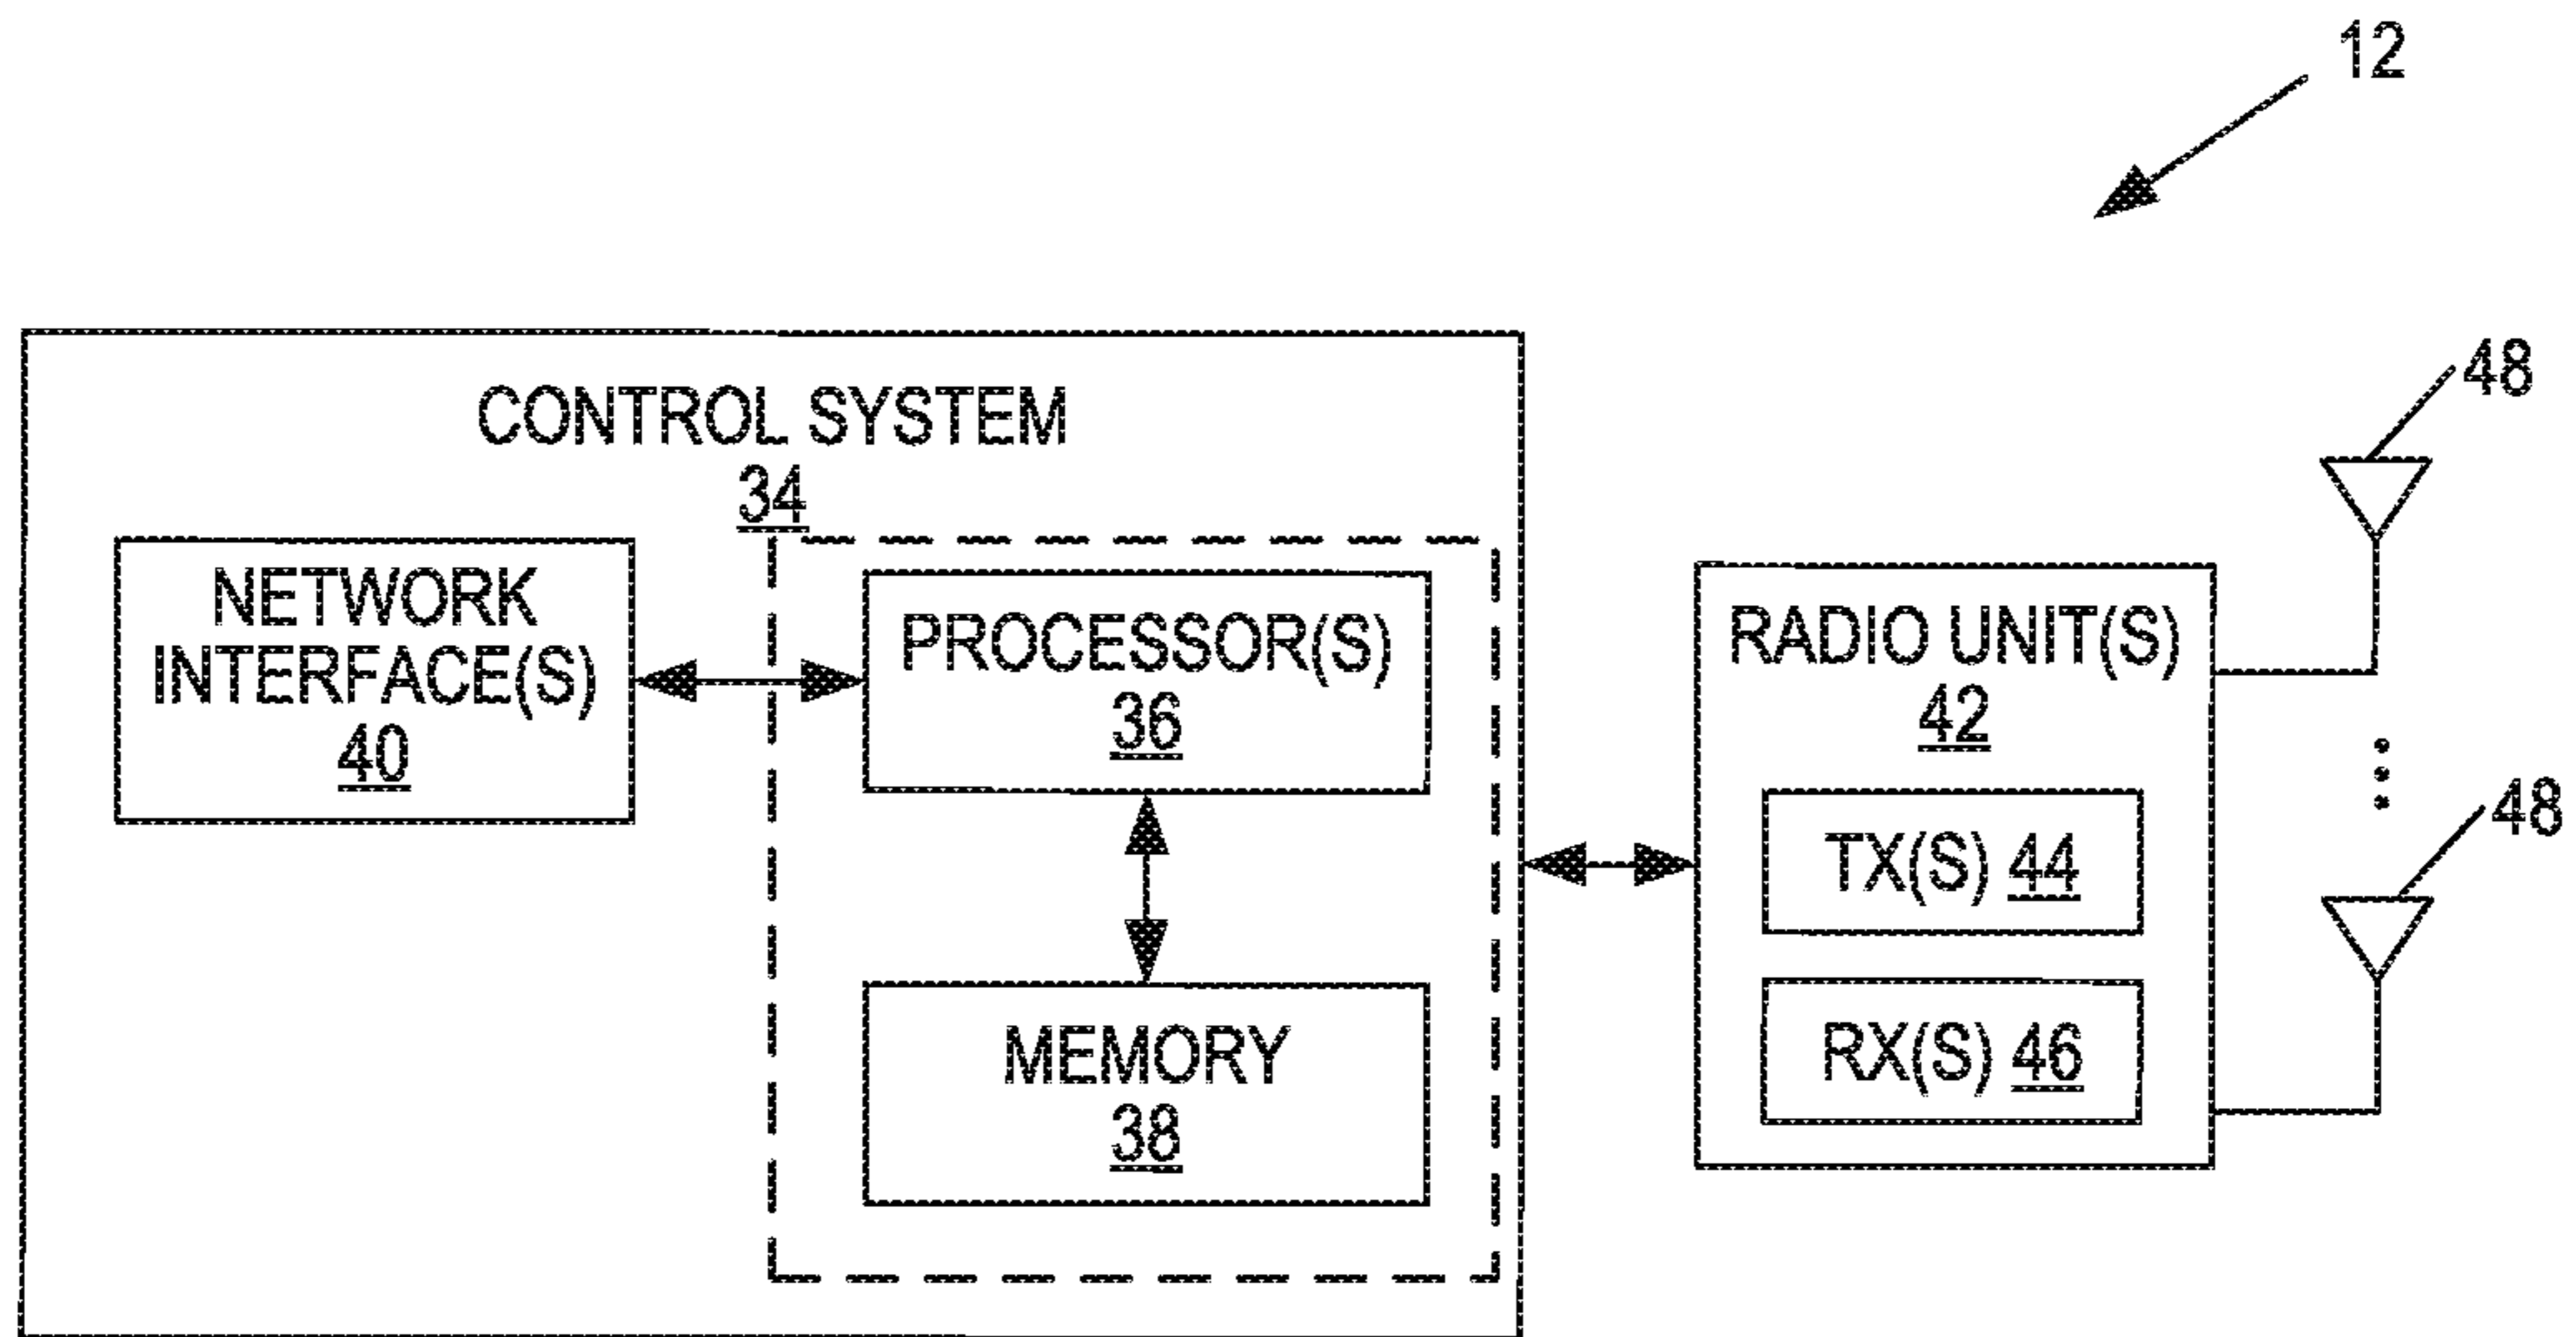 12
CONTROL SYSTEM
34
NETWORK
INTERFACE(S)
40
PROCESSOR(S)
36
MEMORY
38
RADIO UNIT(S)
42
TX(S) 44
RX(S) 46
48
48